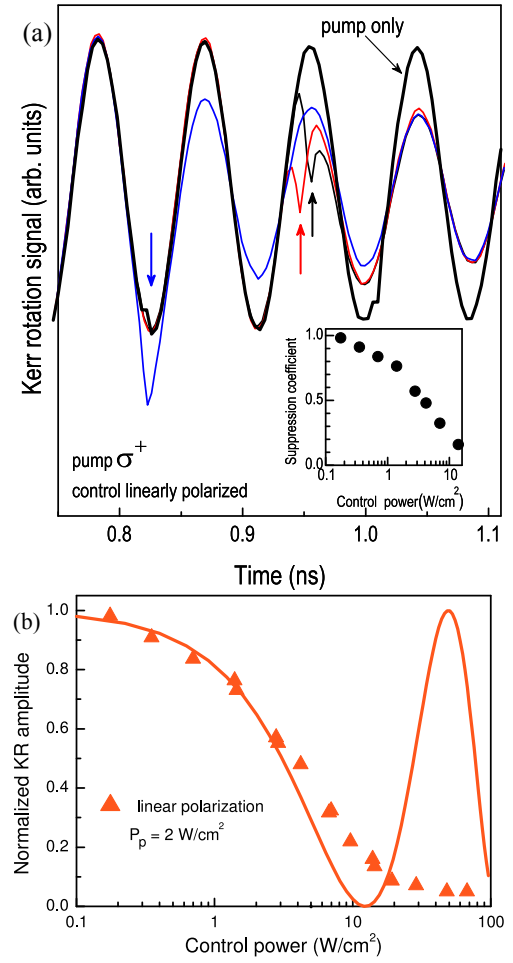 (a)
pump only
Kerr rotation signal (arb. units)
pump σ⁺
control linearly polarized
Suppression coefficient
1.0
0.5
0.0
0.1
1
10
Control power(W/cm²)
0.8
0.9
1.0
1.1
Time (ns)
(b)
Normalized KR amplitude
1.0
0.8
0.6
0.4
0.2
0.0
linear polarization
Pₚ = 2 W/cm²
0.1
1
10
100
Control power (W/cm²)